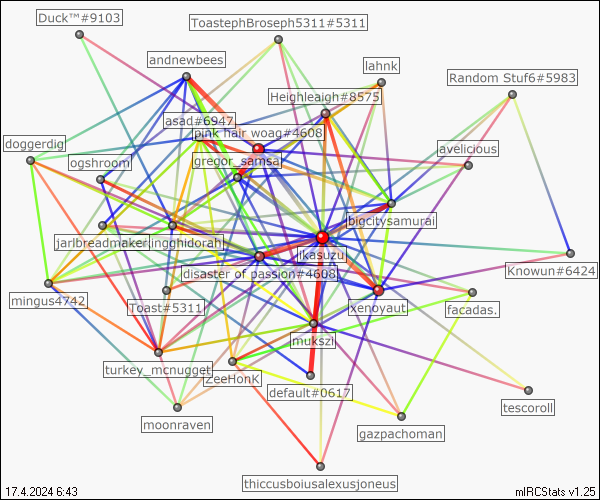 Duck™#9103
ToastephBroseph5311#5311
andnewbees
lahnk
Random Stuf6#5983
Heighleaigh#8575
asad#6947
pink hair woag#4608
doggerdig
avelicious
ogshroom
gregor_samsa
bigcitysamurai
jarlbreadmaker
jingghidorah
ikasuzu
disaster of passion#4608
Knowun#6424
mingus4742
Toast#5311
xenoyaut
facadas.
mukszi
turkey_mcnugget
ZeeHonK
default#0617
tescoroll
moonraven
gazpachoman
thiccusboiusalexusjoneus
17.4.2024 6:43
mIRCStats v1.25